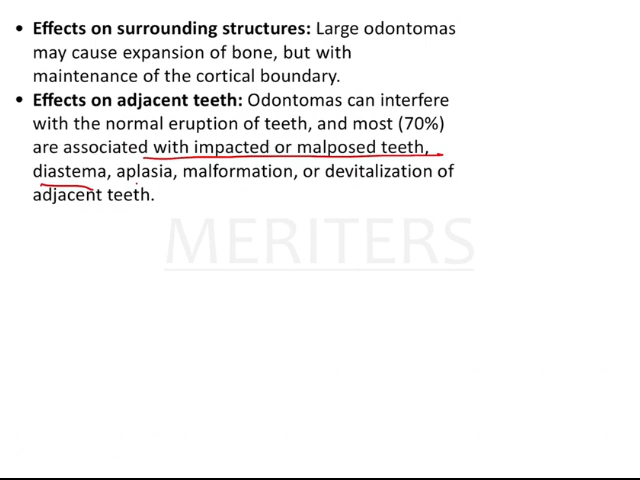 • Effects on surrounding structures: Large odontomas
may cause expansion of bone, but with
maintenance of the cortical boundary.
• Effects on adjacent teeth: Odontomas can interfere
with the normal eruption of teeth, and most (70%)
are associated with impacted or malposed teeth,
diastema, aplasia, malformation, or devitalization of
adjacent teeth.
MERITERS